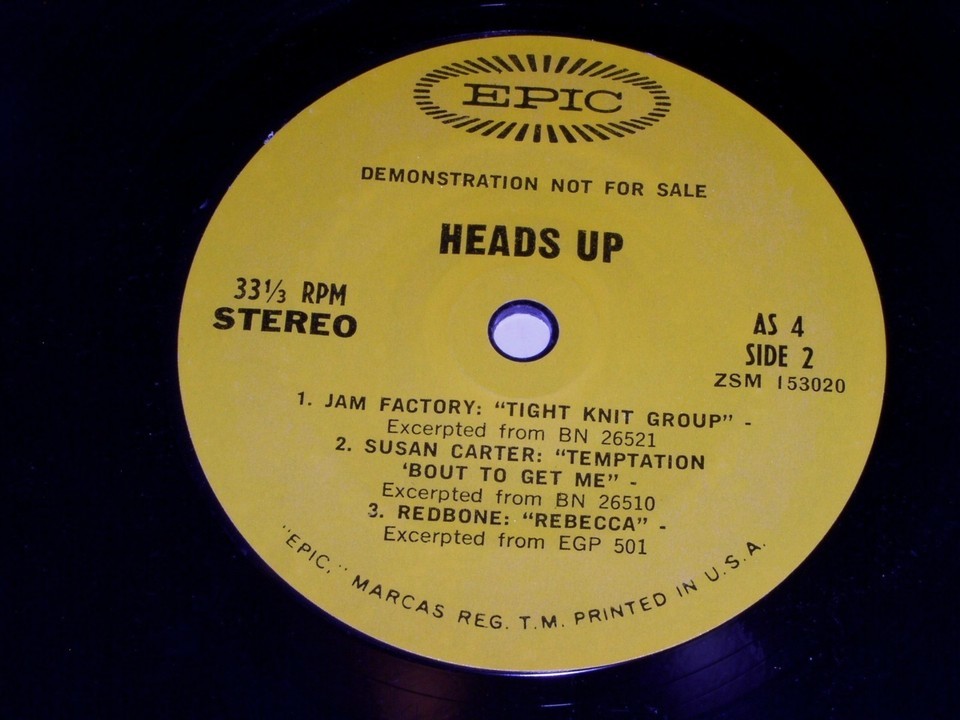 EPIC
DEMONSTRATION NOT FOR SALE
HEADS UP
33⅓ RPM
STEREO
AS 4
SIDE 2
ZSM 153020
1. JAM FACTORY: "TIGHT KNIT GROUP" -
Excerpted from BN 26521
2. SUSAN CARTER: "TEMPTATION
'BOUT TO GET ME" -
Excerpted from BN 26510
3. REDBONE: "REBECCA" -
Excerpted from EGP 501
"EPIC," MARCAS REG. T.M. PRINTED IN U.S.A.